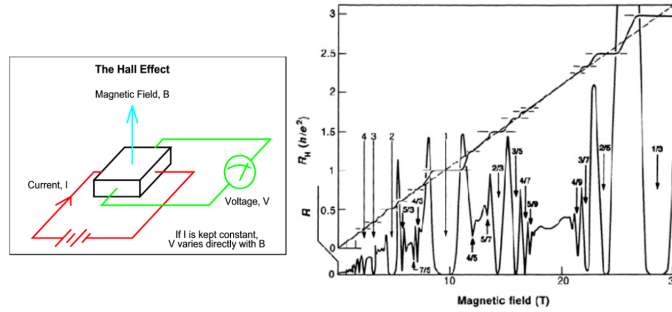 The Hall Effect
Magnetic Field, B
Current, I
Voltage, V
If I is kept constant,
V varies directly with B
3
2.5
2
1.5
1
0.5
0
R_H (h/e²)
R
0
4 3 2 1
5/3
4/3
7/5
4/5
5/7
2/3
3/5
4/7
5/9
4/9
3/7
2/5
1/3
0 10 20 30
Magnetic field (T)